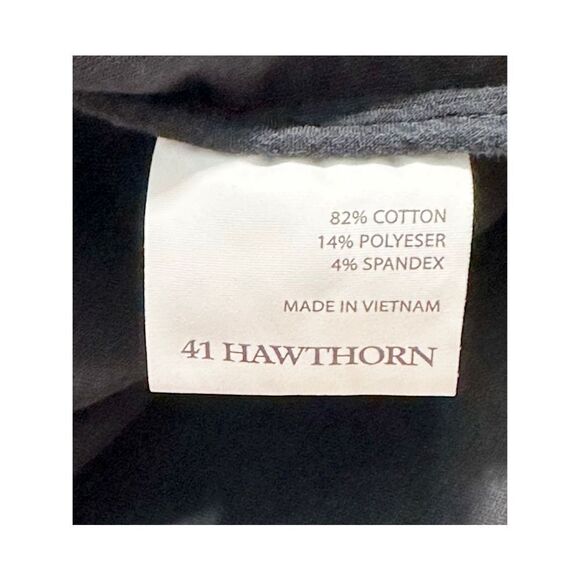 82% COTTON
14% POLYESER
4% SPANDEX
MADE IN VIETNAM
41 HAWTHORN